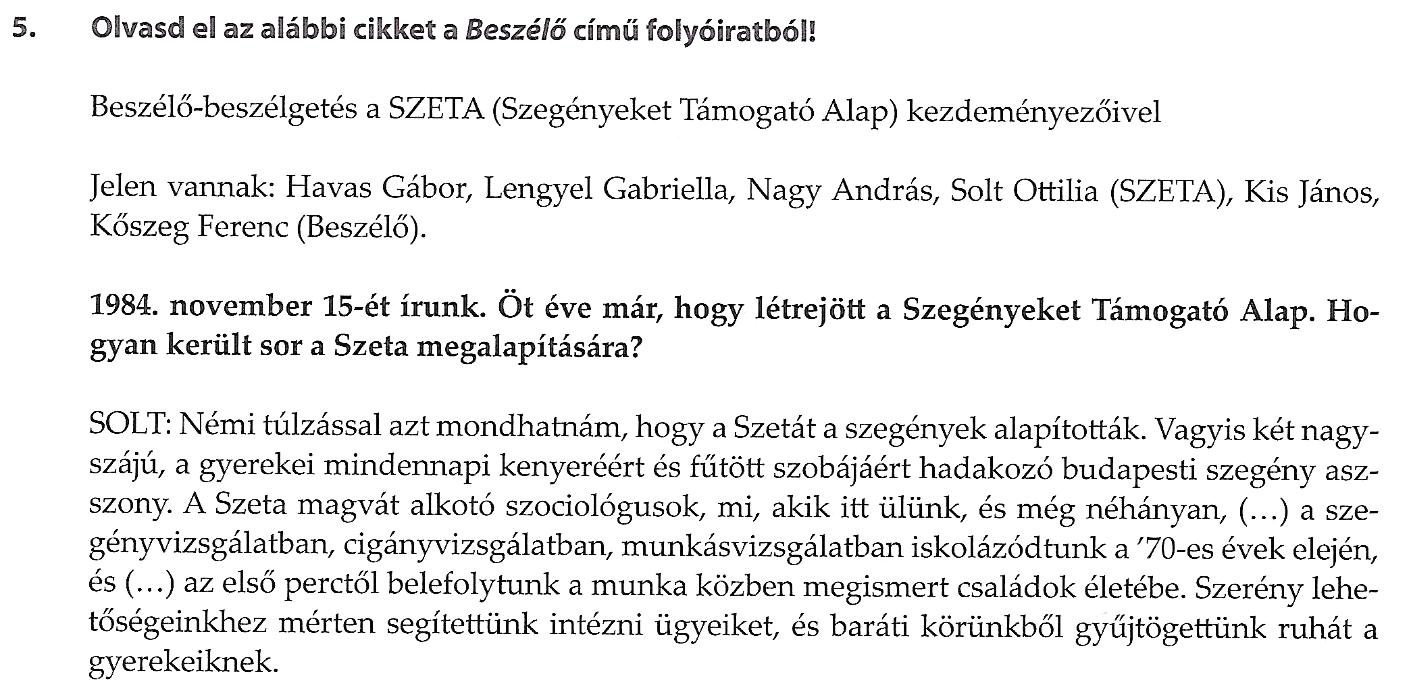 5. Olvasd el az alábbi cikket a Beszélő című folyóiratból!
Beszélő-beszélgetés a SZETA (Szegényeket Támogató Alap) kezdeményezőivel
Jelen vannak: Havas Gábor, Lengyel Gabriella, Nagy András, Solt Ottilia (SZETA), Kis János,
Kőszeg Ferenc (Beszélő).
1984. november 15-ét írunk. Öt éve már, hogy létrejött a Szegényeket Támogató Alap. Ho-
gyan került sor a Szeta megalapítására?
SOLT: Némi túlzással azt mondhatnám, hogy a Szetát a szegények alapították. Vagyis két nagy-
szájú, a gyerekei mindennapi kenyeréért és fűtött szobájáért hadakozó budapesti szegény asz-
szony. A Szeta magvát alkotó szociológusok, mi, akik itt ülünk, és még néhányan, (...) a sze-
gényvizsgálatban, cigányvizsgálatban, munkásvizsgálatban iskolázódtunk a ’70-es évek elején,
és (...) az első perctől belefolytunk a munka közben megismert családok életébe. Szerény lehe-
tőségeinkhez mérten segítettünk intézni ügyeiket, és baráti körünkből gyűjtögettünk ruhát a
gyerekeiknek.